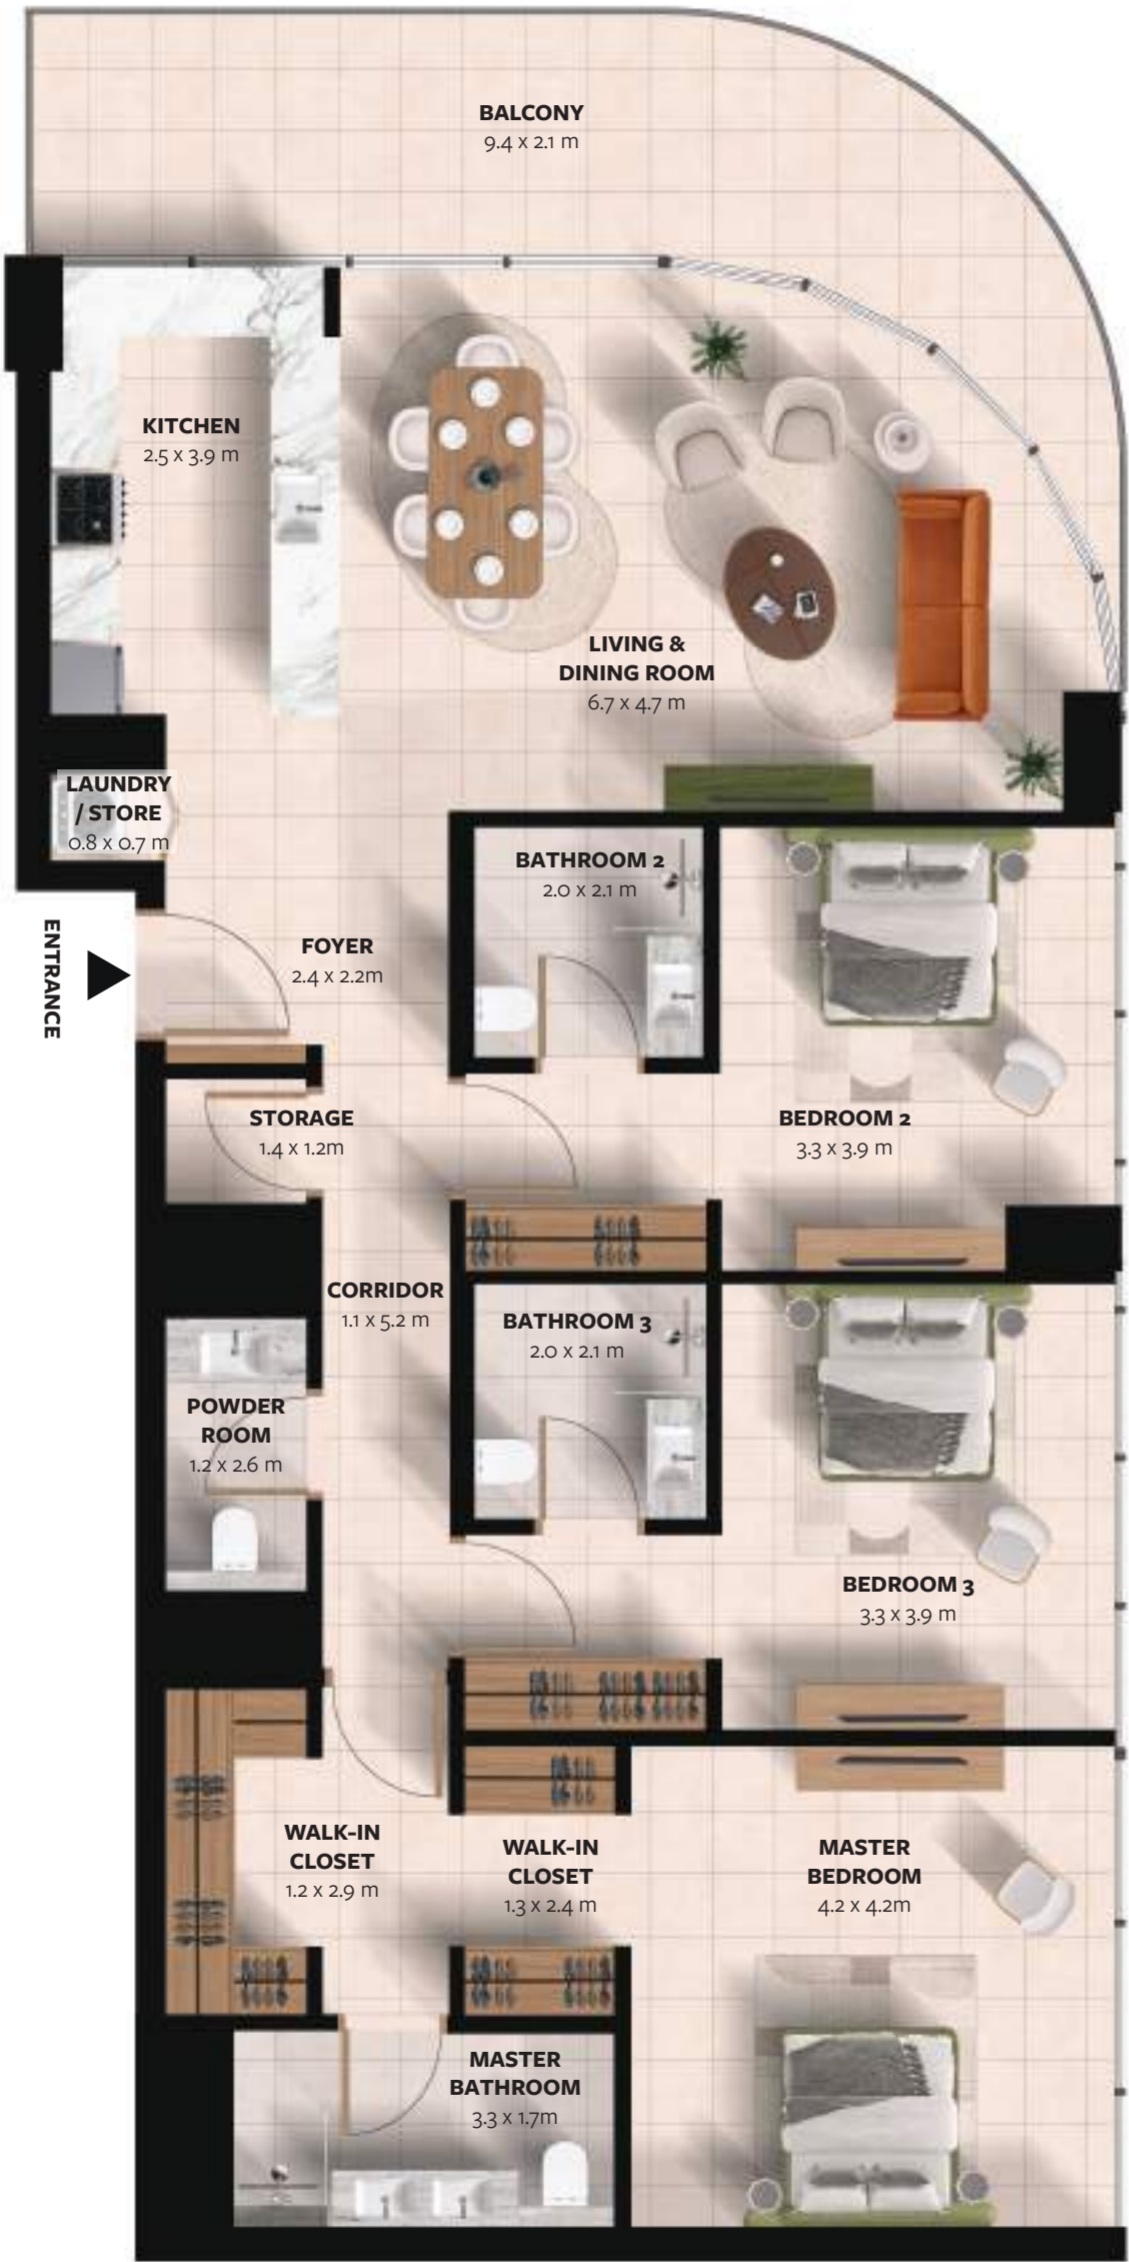 BALCONY
9.4 x 2.1 m
KITCHEN
2.5 x 3.9 m
LIVING &
DINING ROOM
6.7 x 4.7 m
LAUNDRY
/ STORE
0.8 x 0.7 m
BATHROOM 2
2.0 x 2.1 m
ENTRANCE
FOYER
2.4 x 2.2m
STORAGE
1.4 x 1.2m
BEDROOM 2
3.3 x 3.9 m
CORRIDOR
1.1 x 5.2 m
BATHROOM 3
2.0 x 2.1 m
POWDER
ROOM
1.2 x 2.6 m
BEDROOM 3
3.3 x 3.9 m
WALK-IN
CLOSET
1.2 x 2.9 m
WALK-IN
CLOSET
1.3 x 2.4 m
MASTER
BEDROOM
4.2 x 4.2m
MASTER
BATHROOM
3.3 x 1.7m